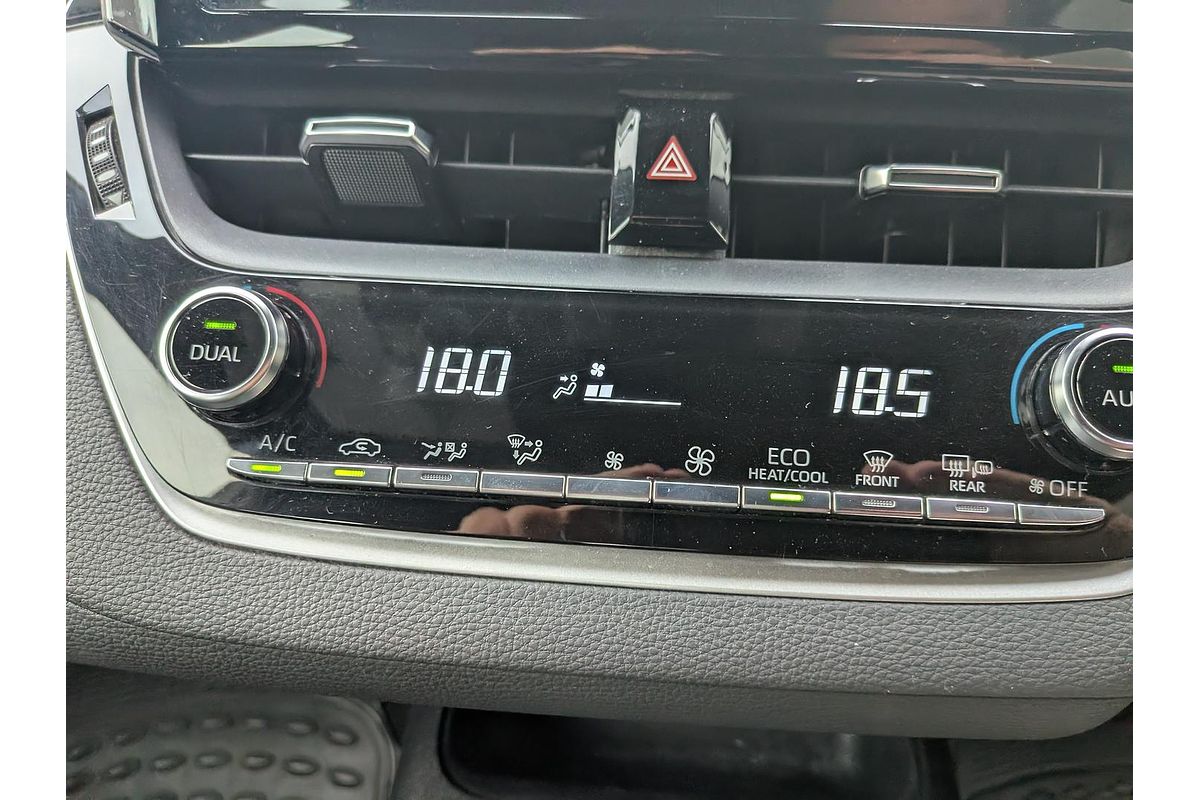 DUAL
18.0
18.5
AU
A/C
ECO
HEAT/COOL
FRONT
REAR
OFF